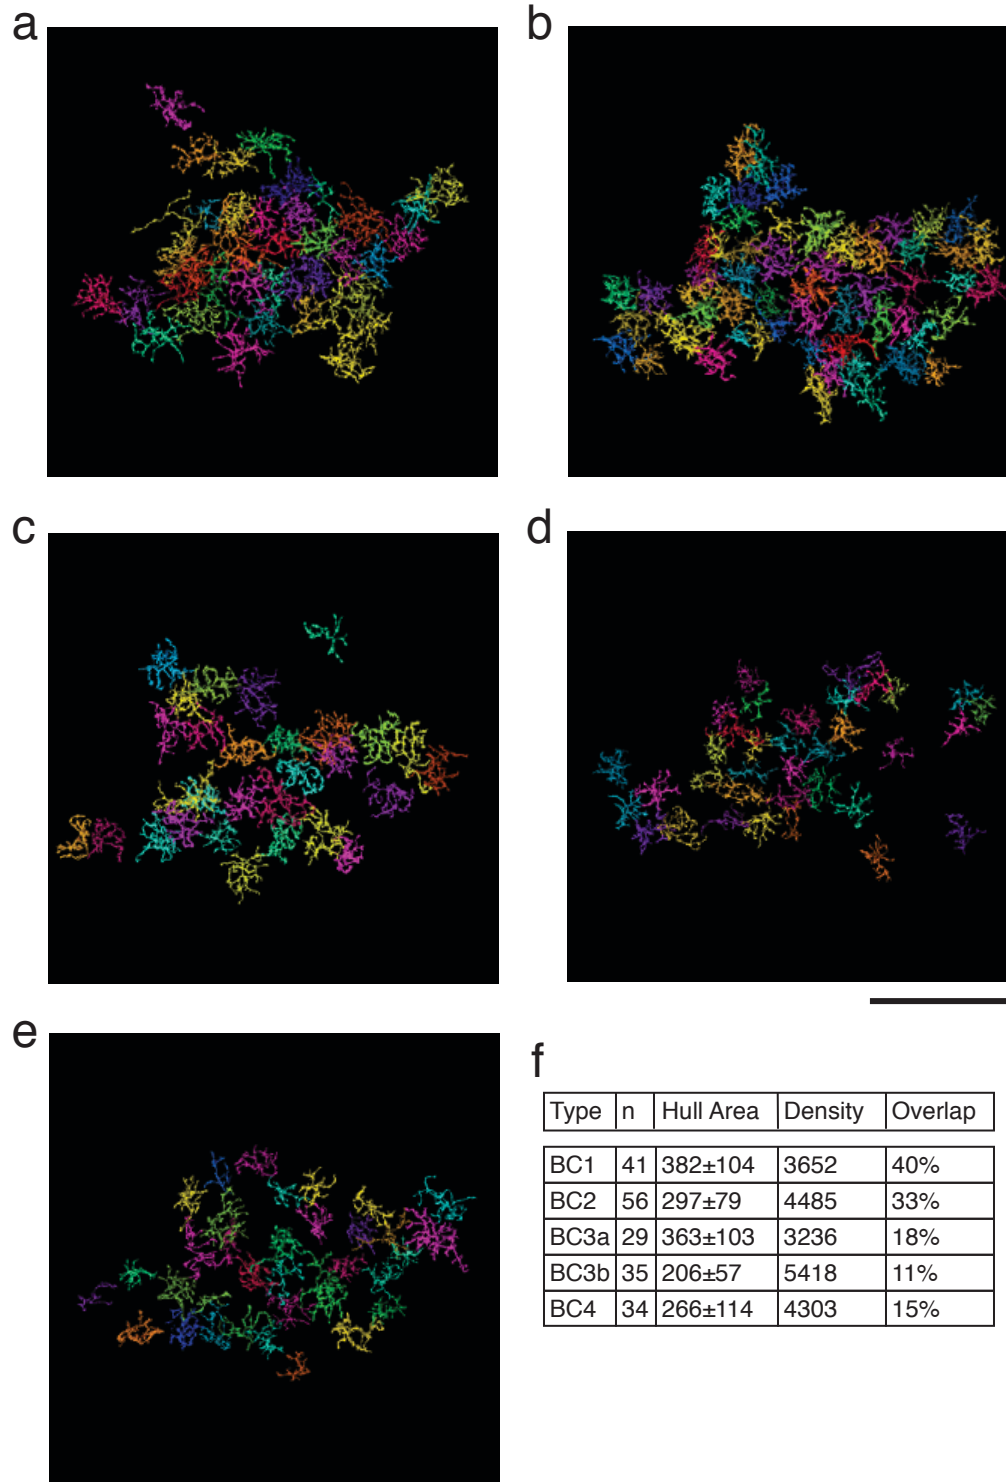 a
b
c
d
e
f
Type n Hull Area Density Overlap
BC1 41 382±104 3652 40%
BC2 56 297±79 4485 33%
BC3a 29 363±103 3236 18%
BC3b 35 206±57 5418 11%
BC4 34 266±114 4303 15%